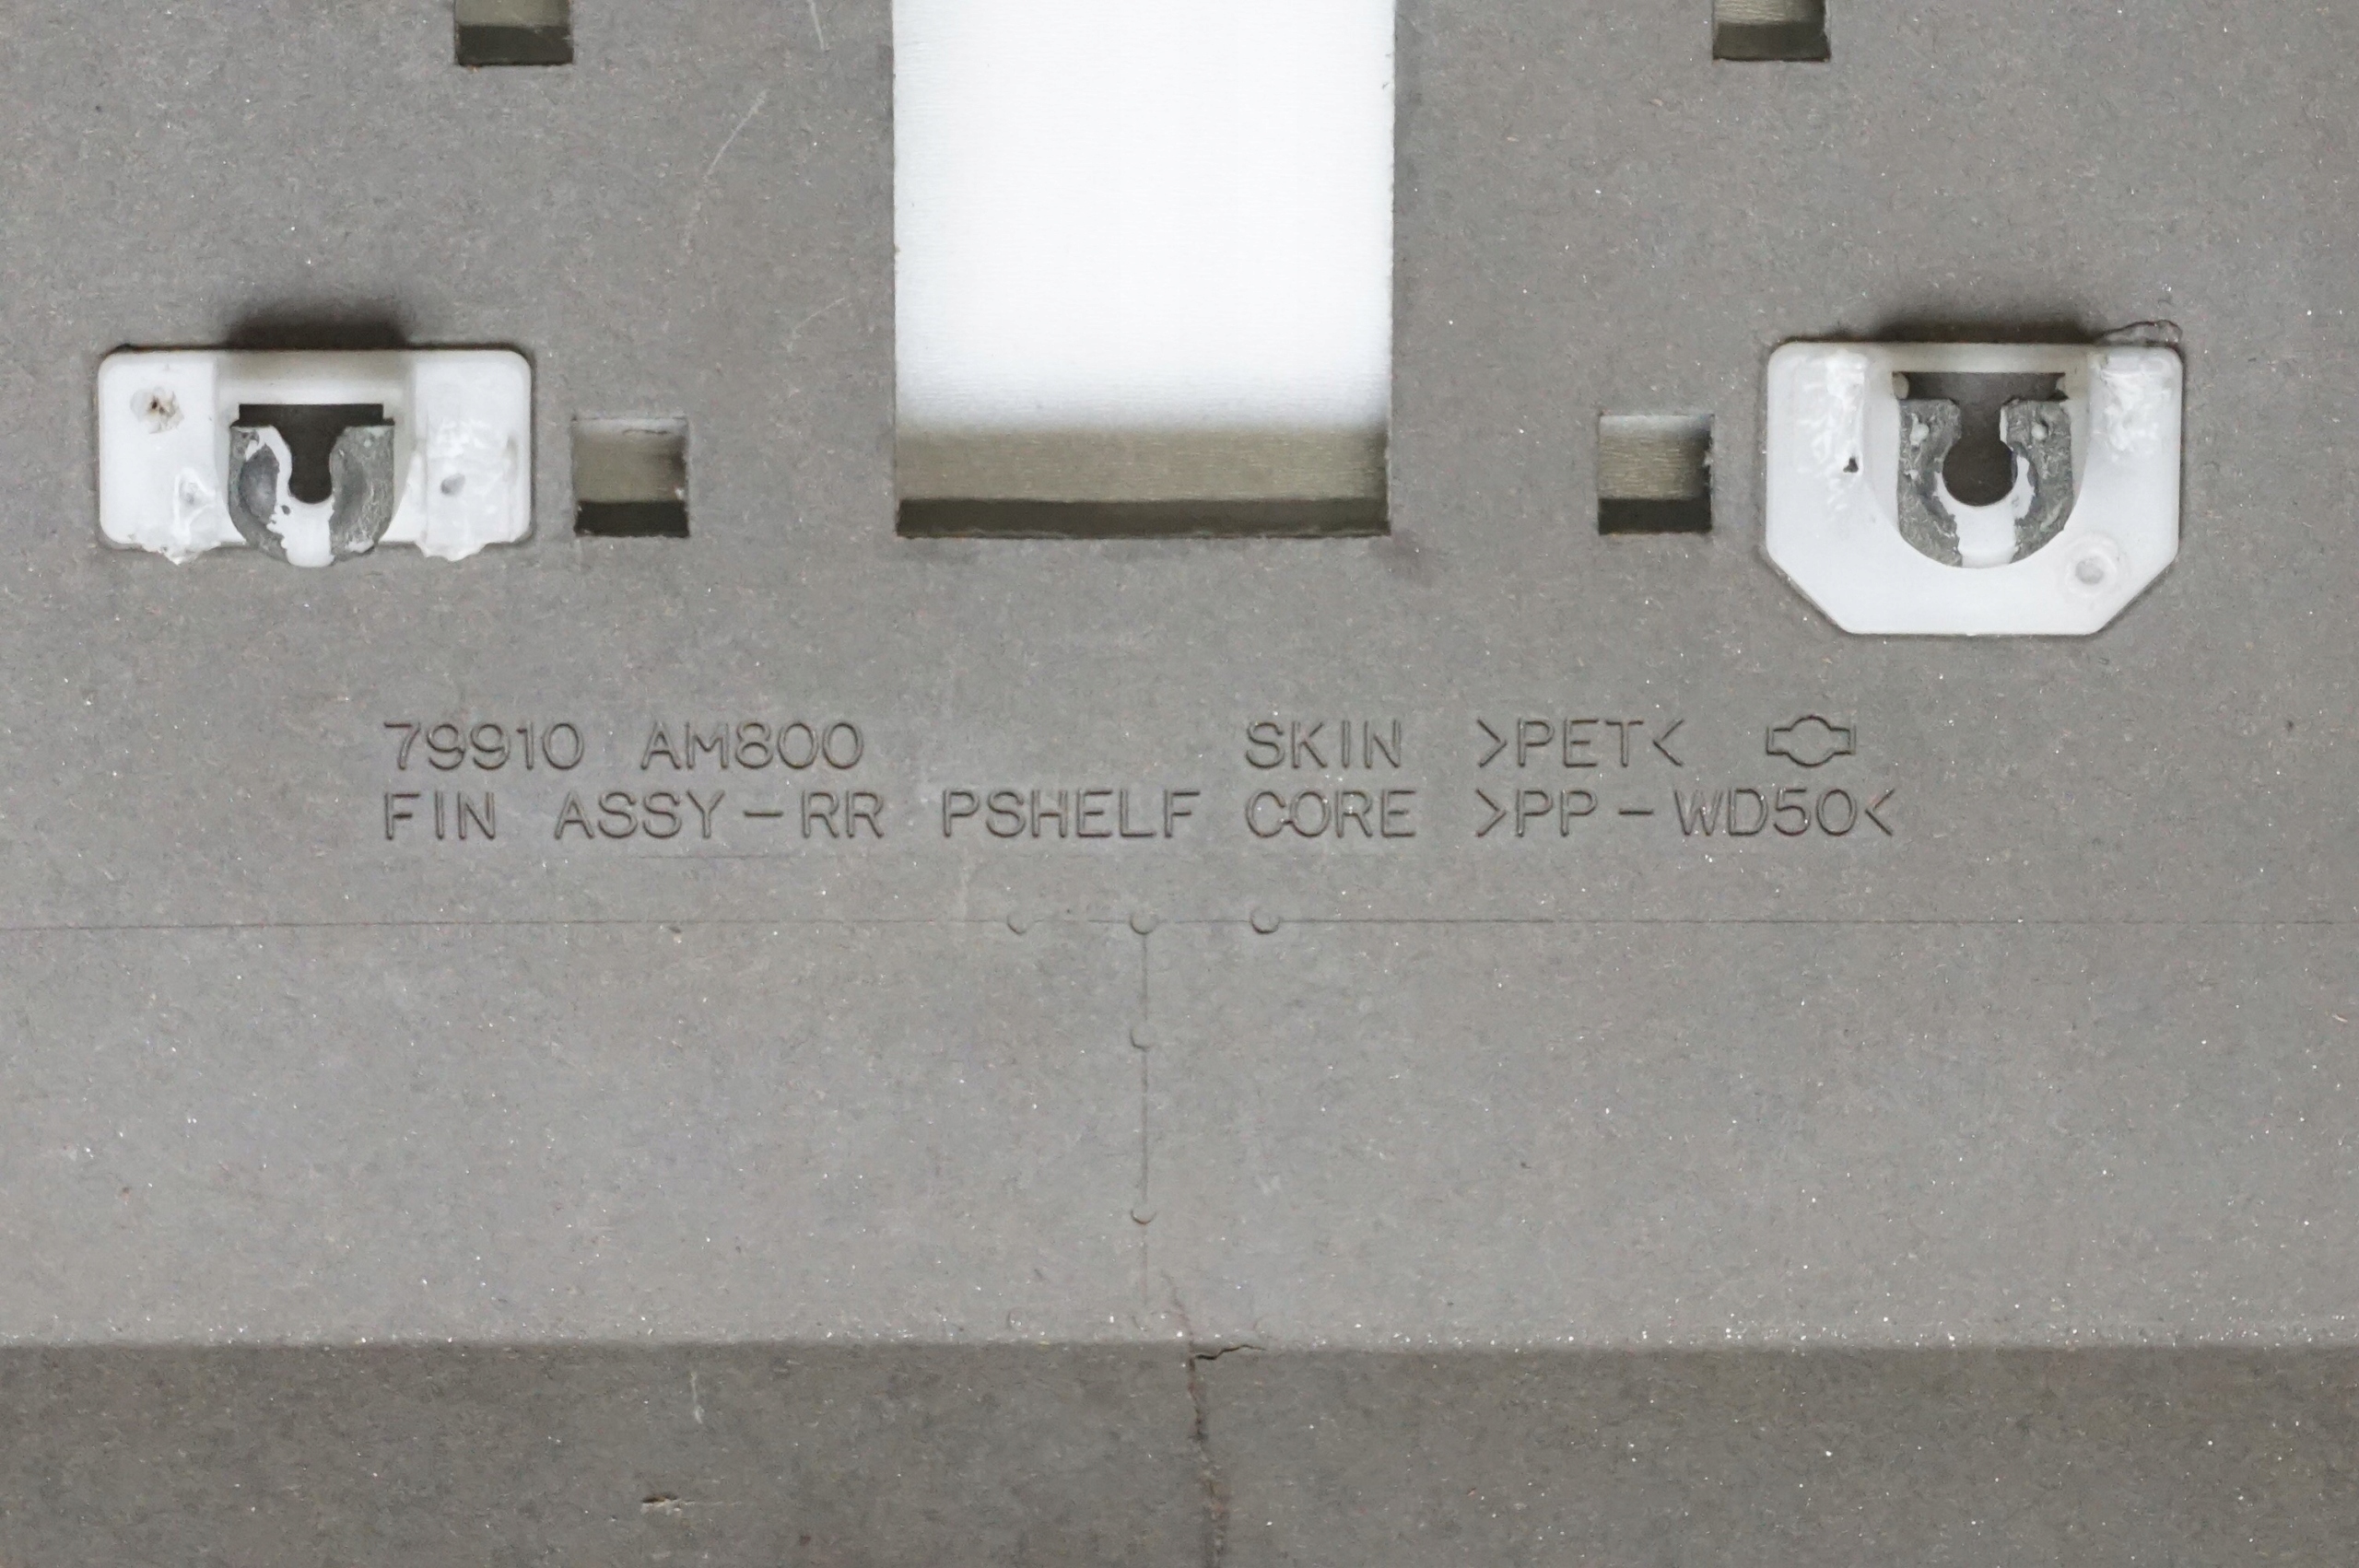 79910 AM800 SKIN >PET<
FIN ASSY-RR PSHELF CORE >PP-WD50<